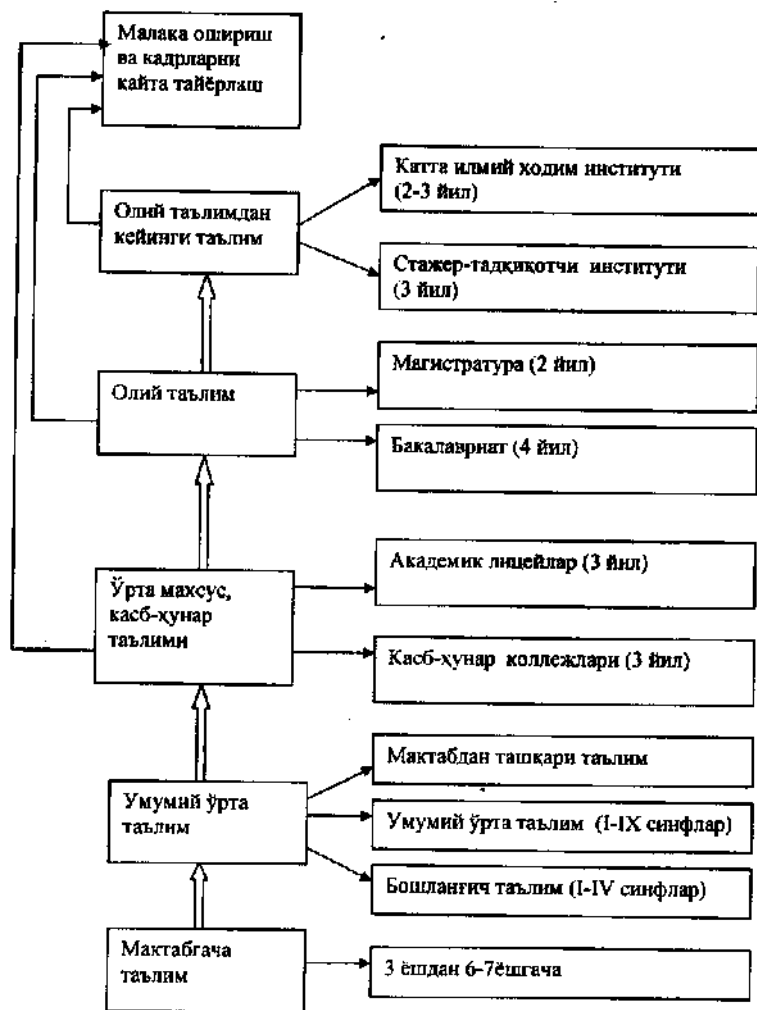 Малака ошириш
ва кадрларни
қайта тайёрлаш
Катта илмий ходим институти
(2-3 йил)
Олий таълимдан
кейинги таълим
Стажер-тадқиқотчи институти
(3 йил)
Магистратура (2 йил)
Олий таълим
Бакалавриат (4 йил)
Академик лицейлар (3 йил)
Ўрта махсус,
касб-ҳунар
таълими
Касб-ҳунар коллежлари (3 йил)
Мактабдан ташқари таълим
Умумий ўрта
таълим
Умумий ўрта таълим (I-IX синфлар)
Бошланғич таълим (I-IV синфлар)
Мактабгача
таълим
3 ёшдан 6-7ёшгача